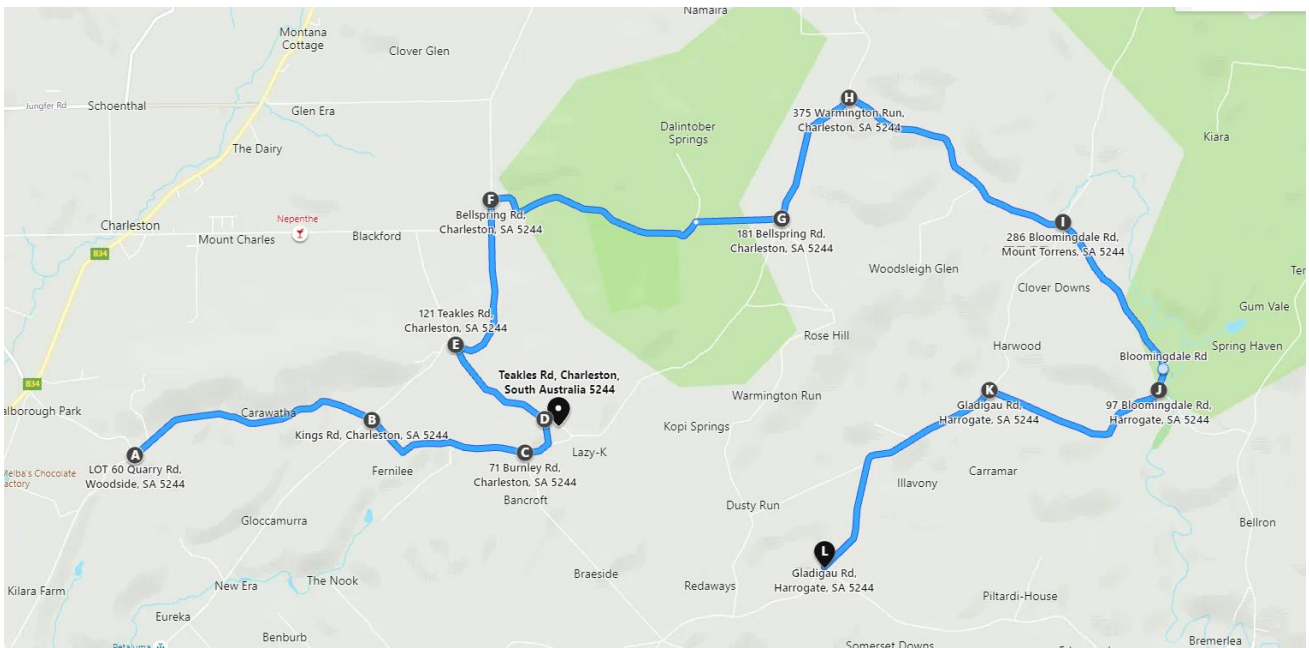 Namaira
Montana
Cottage
Clover Glen
Jungfer Rd
Schoenthal
Glen Era
The Dairy
Dalintober
Springs
H
375 Warmington Run,
Charleston, SA 5244
Kiara
F
Bellspring Rd,
Charleston, SA 5244
G
181 Bellspring Rd,
Charleston, SA 5244
I
286 Bloomingdale Rd,
Mount Torrens, SA 5244
Charleston
Nepenthe
Mount Charles
Blackford
B34
Woodsleigh Glen
Clover Downs
Gum Vale
121 Teakles Rd,
Charleston, SA 5244
E
Rose Hill
Harwood
Spring Haven
Bloomingdale Rd
B34
Teakles Rd, Charleston,
South Australia 5244
D
Warmington Run
K
Gladigau Rd,
Harrogate, SA 5244
J
97 Bloomingdale Rd,
Harrogate, SA 5244
alborough Park
Carawatha
B
Kings Rd, Charleston, SA 5244
Kopi Springs
A
LOT 60 Quarry Rd,
Woodside, SA 5244
Melba's Chocolate
actory
Fernilee
C
71 Burnley Rd,
Charleston, SA 5244
Lazy-K
Bancroft
Carramar
Illavony
Dusty Run
Gloccamurra
Bellron
L
Gladigau Rd,
Harrogate, SA 5244
Braeside
Redaways
New Era
The Nook
Kilara Farm
Piltardi-House
Eureka
Benburb
Petaluma
Somerset Downs
Bremerlea